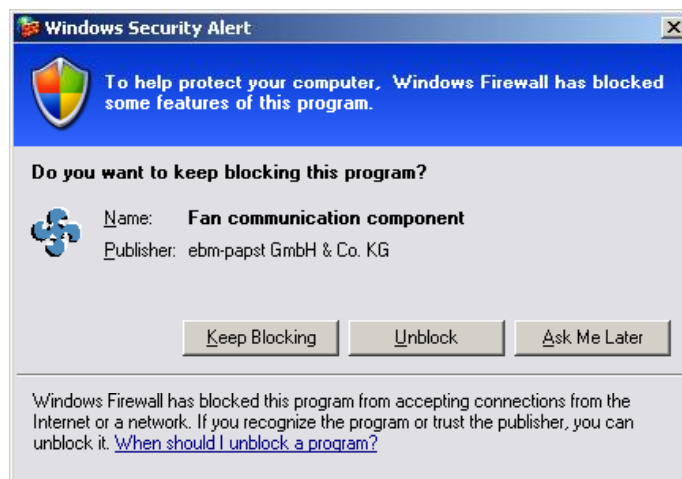 Windows Security Alert
To help protect your computer, Windows Firewall has blocked
some features of this program.
Do you want to keep blocking this program?
Name: Fan communication component
Publisher: ebm-papst GmbH & Co. KG
Keep Blocking Unblock Ask Me Later
Windows Firewall has blocked this program from accepting connections from the
Internet or a network. If you recognize the program or trust the publisher, you can
unblock it. When should I unblock a program?